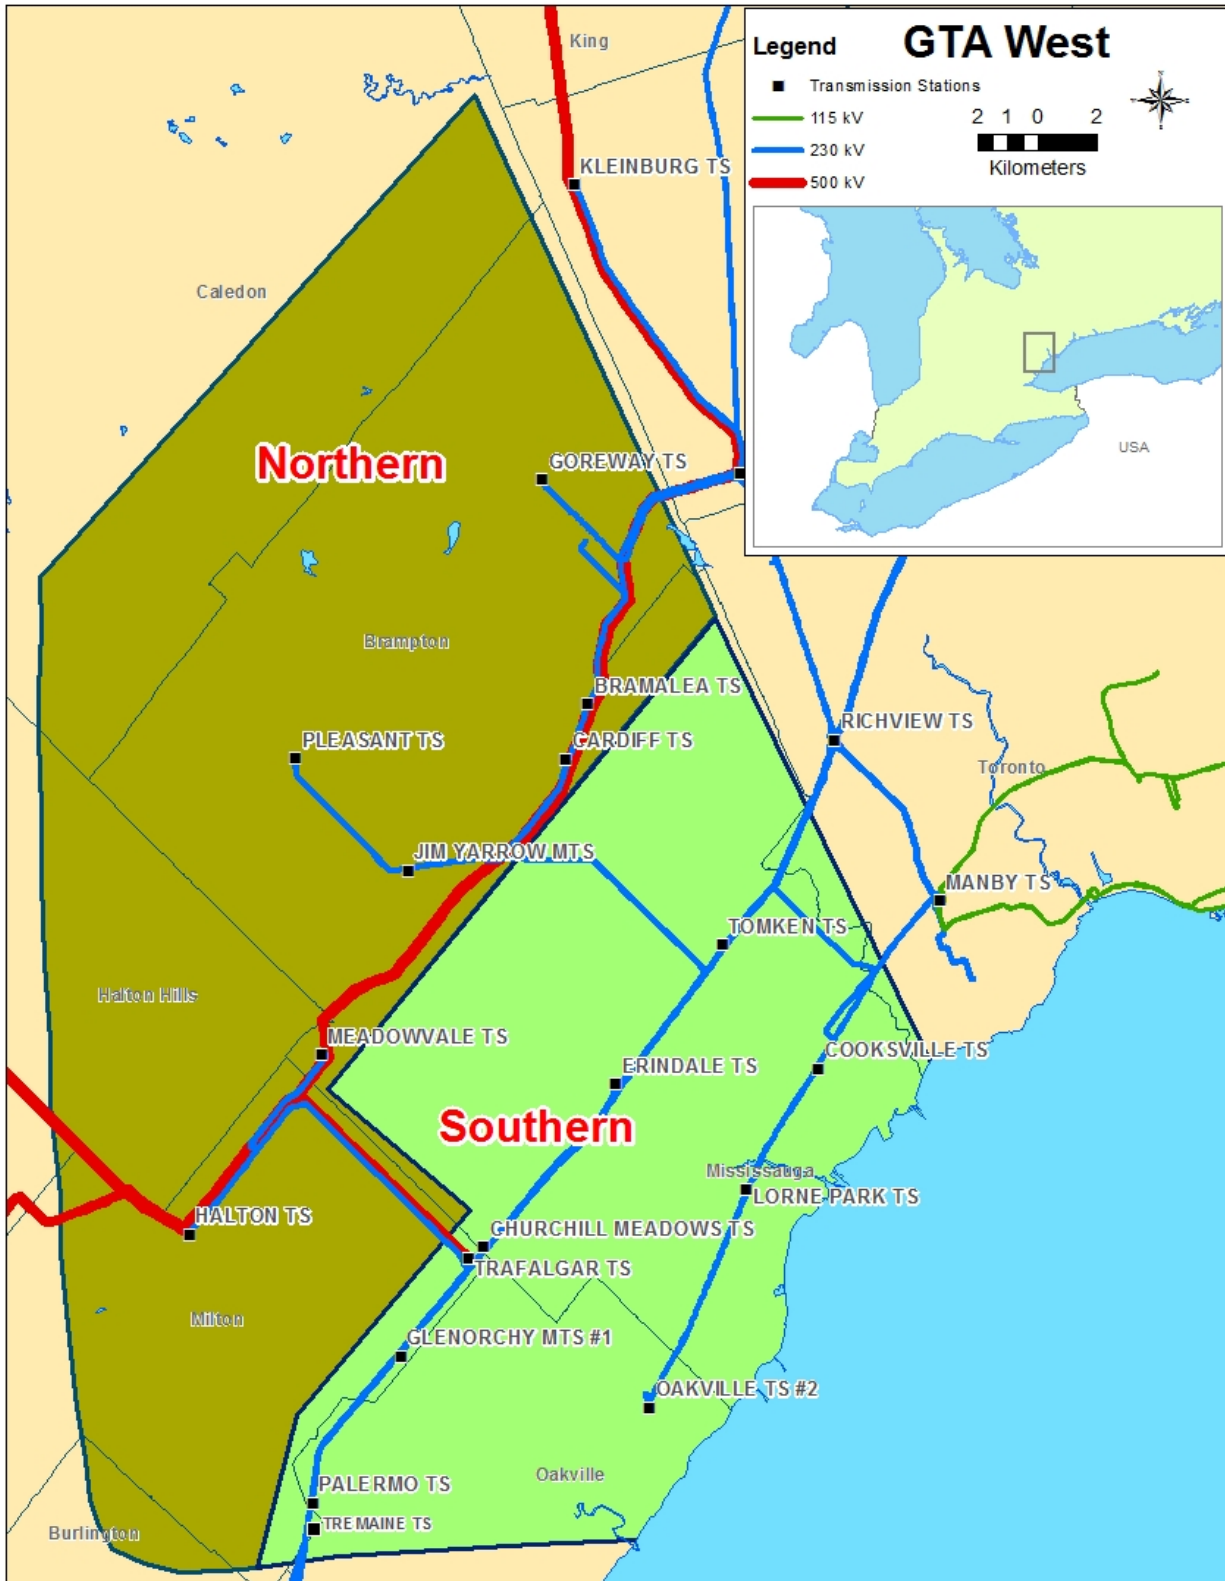 King
Legend
GTA West
Transmission Stations
115 kV
230 kV
500 kV
2 1 0 2
Kilometers
N
KLEINBURG TS
Caledon
USA
Northern
GOREWAY TS
Brampton
BRAMALEA TS
RICHVIEW TS
PLEASANT TS
CARDIFF TS
Toronto
JIM YARROW MTS
MANBY TS
TOMKEN TS
Halton Hills
MEADOWVALE TS
COOKSVILLE TS
ERINDALE TS
Southern
Mississauga
LORNE PARK TS
HALTON TS
CHURCHILL MEADOWS TS
TRAFALGAR TS
Milton
GLENORCHY MTS #1
OAKVILLE TS #2
Oakville
PALERMO TS
TREMAINE TS
Burlington